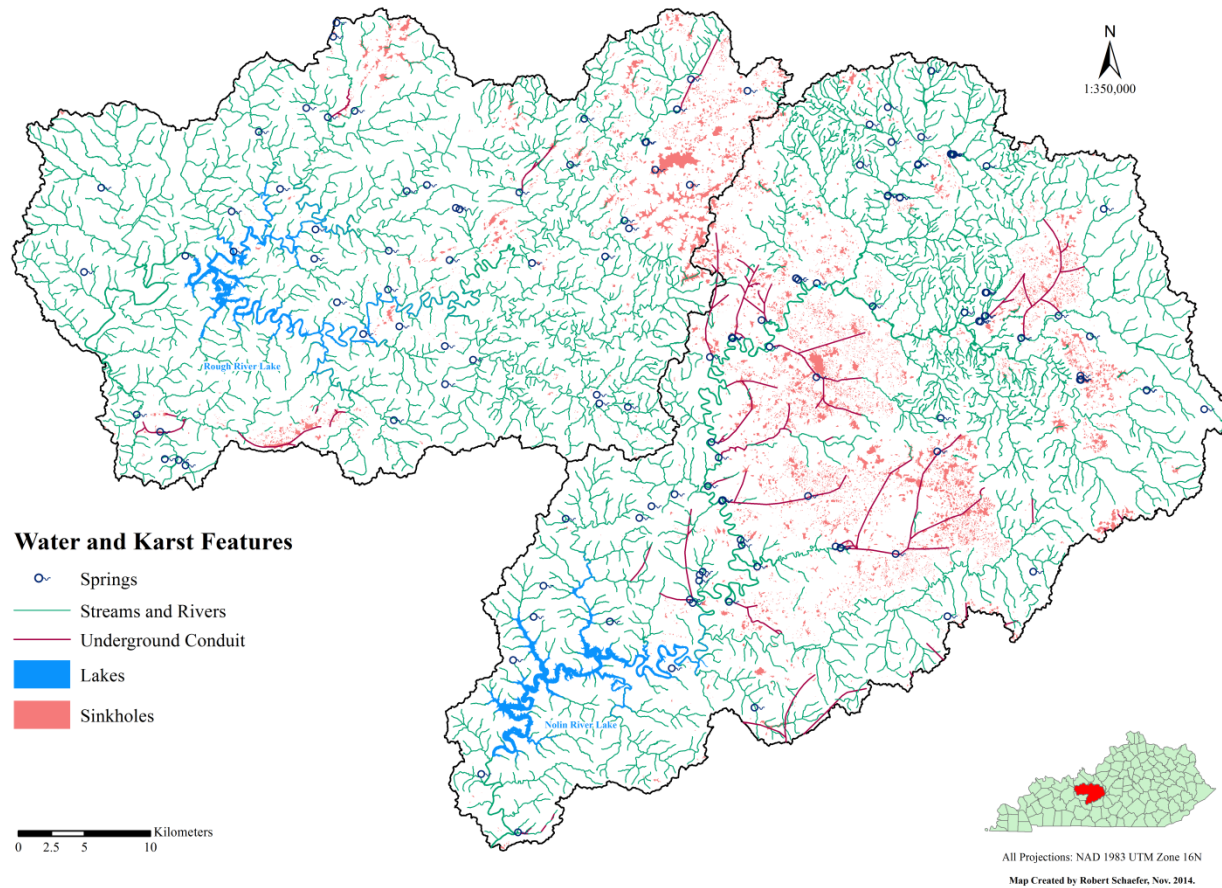 N
1:350,000
Rough River Lake
Water and Karst Features
Springs
Streams and Rivers
Underground Conduit
Lakes
Sinkholes
Nolin River Lake
Kilometers
0 2.5 5 10
All Projections: NAD 1983 UTM Zone 16N
Map Created by Robert Schaefer, Nov. 2014.